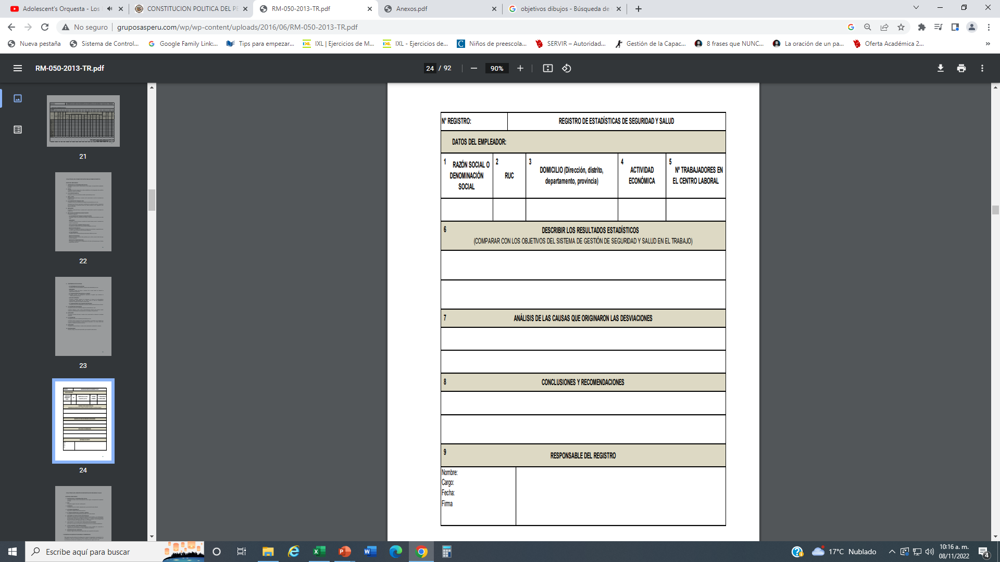 Adolescent's Orquesta - Los
CONSTITUCION POLITICA DEL PE
RM-050-2013-TR.pdf
Anexos.pdf
objetivos dibujos - Búsqueda de
No seguro
gruposasperu.com/wp/wp-content/uploads/2016/06/RM-050-2013-TR.pdf
Nueva pestaña
Sistema de Control...
Google Family Link:...
Tips para empezar...
IXL | Ejercicios de M...
IXL - Ejercicios de...
Niños de preescola...
SERVIR – Autoridad...
Gestión de la Capac...
8 frases que NUNC...
La oración de un pa...
Oferta Académica 2...
»
RM-050-2013-TR.pdf
24 / 92
90%
21
22
23
24
N° REGISTRO:
REGISTRO DE ESTADÍSTICAS DE SEGURIDAD Y SALUD
DATOS DEL EMPLEADOR:
1 RAZÓN SOCIAL O
DENOMINACIÓN
SOCIAL
2
RUC
3
DOMICILIO (Dirección, distrito,
departamento, provincia)
4
ACTIVIDAD
ECONÓMICA
5
Nº TRABAJADORES EN
EL CENTRO LABORAL
6 DESCRIBIR LOS RESULTADOS ESTADÍSTICOS
(COMPARAR CON LOS OBJETIVOS DEL SISTEMA DE GESTIÓN DE SEGURIDAD Y SALUD EN EL TRABAJO)
7 ANÁLISIS DE LAS CAUSAS QUE ORIGINARON LAS DESVIACIONES
8 CONCLUSIONES Y RECOMENDACIONES
9
RESPONSABLE DEL REGISTRO
Nombre:
Cargo:
Fecha:
Firma
Escribe aquí para buscar
17°C Nublado
10:16 a. m.
08/11/2022
4